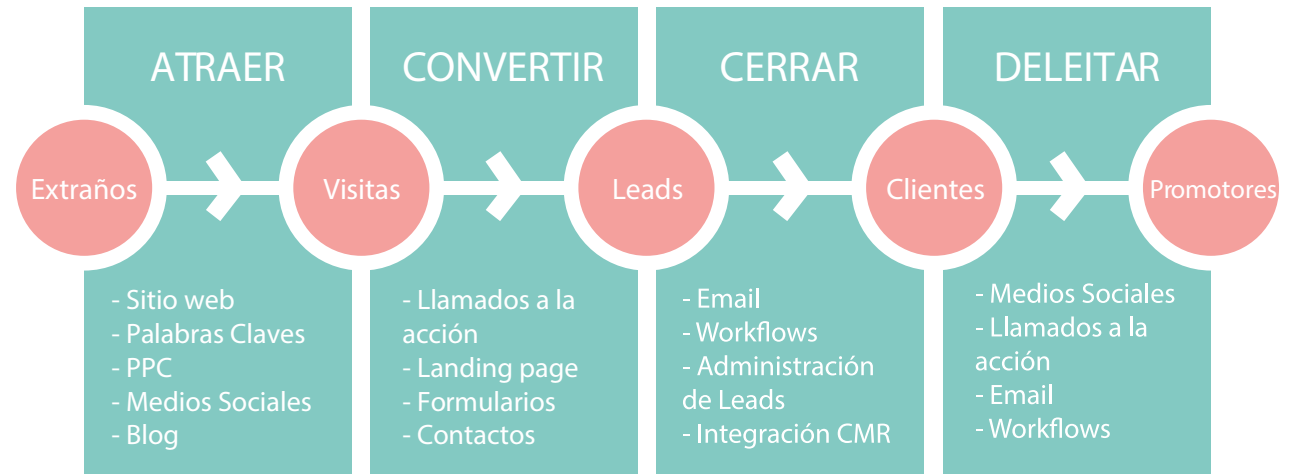 ATRAER
CONVERTIR
CERRAR
DELEITAR
Extraños
Visitas
Leads
Clientes
Promotores
- Sitio web
- Palabras Claves
- PPC
- Medios Sociales
- Blog
- Llamados a la
acción
- Landing page
- Formularios
- Contactos
- Email
- Workflows
- Administración
de Leads
- Integración CMR
- Medios Sociales
- Llamados a la
acción
- Email
- Workflows